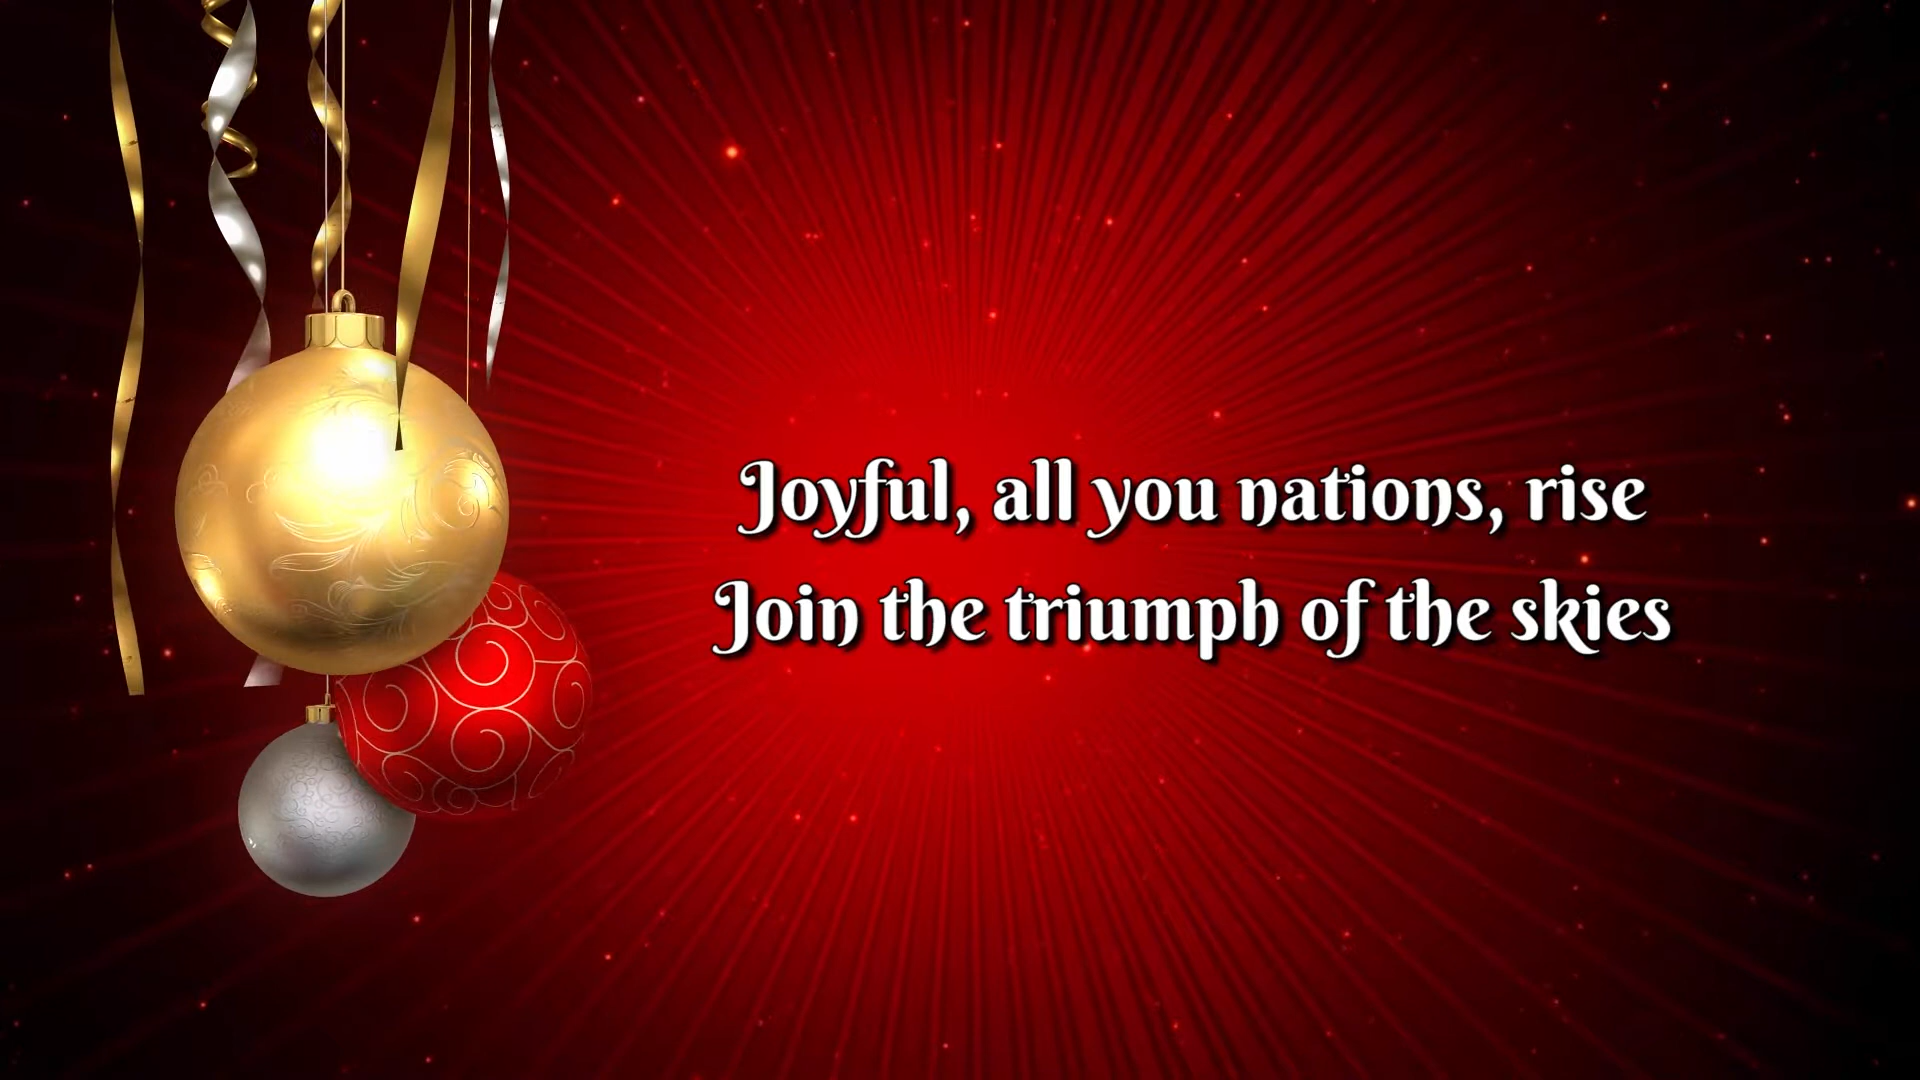 Joyful, all you nations, rise
Join the triumph of the skies